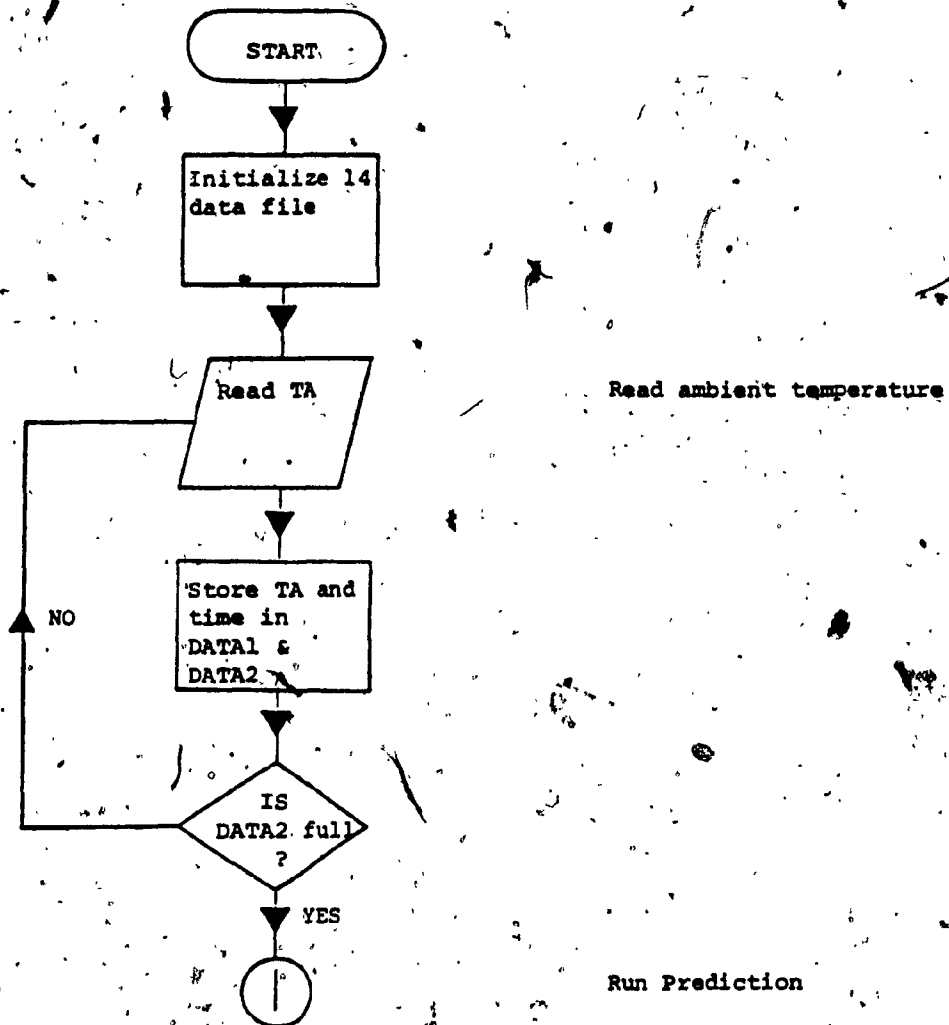 START
Initialize 14
data file
Read TA
Read ambient temperature
Store TA and
time in
DATA1 &
DATA2
NO
IS
DATA2 full
?
YES
1
Run Prediction